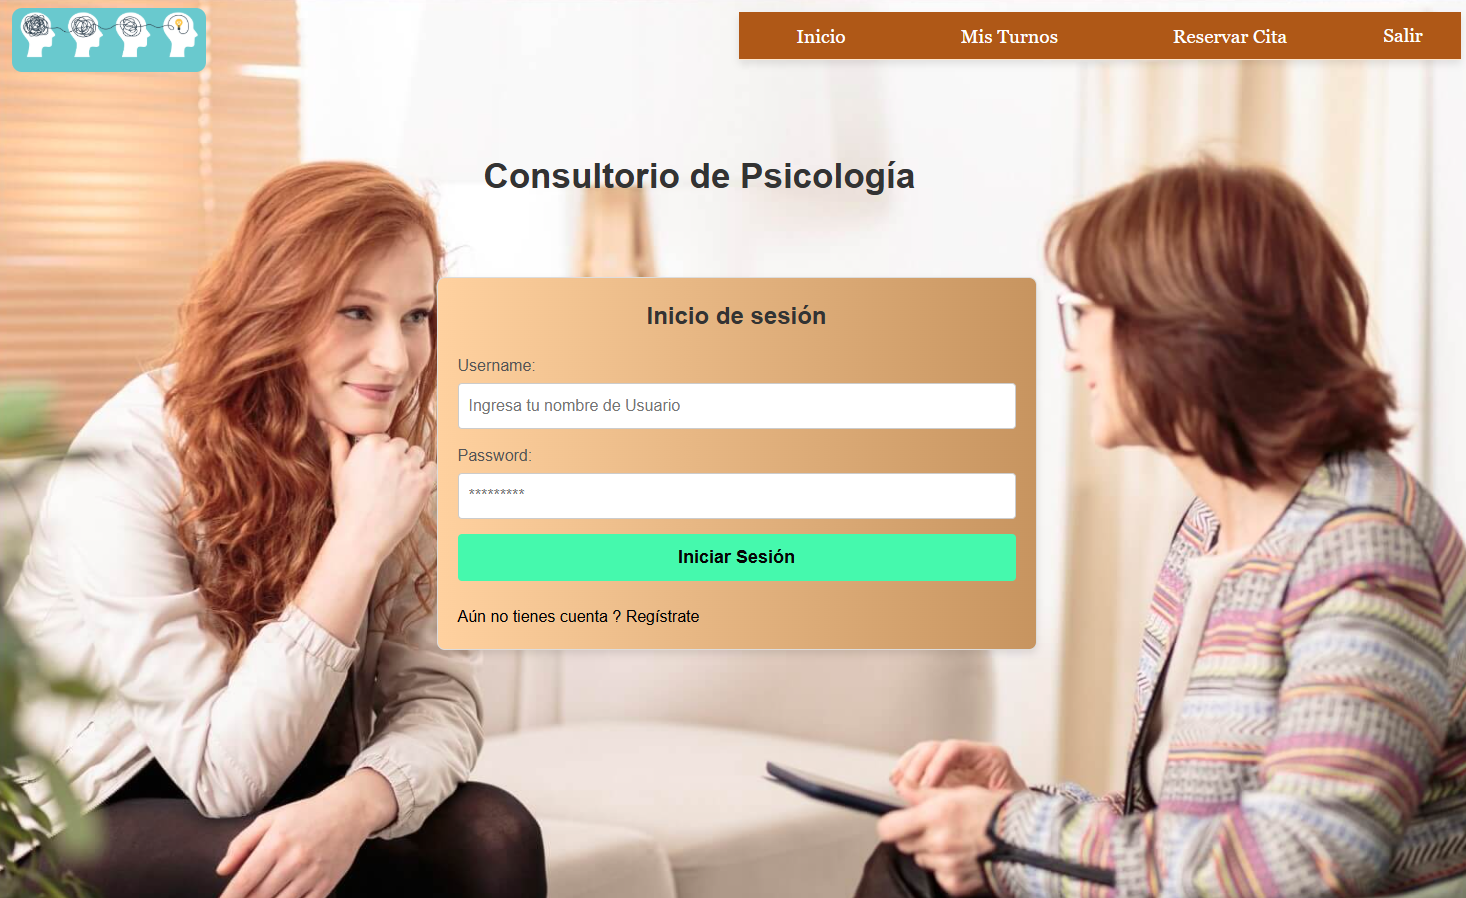 Inicio
Mis Turnos
Reservar Cita
Salir
Consultorio de Psicología
Inicio de sesión
Username:
Ingresa tu nombre de Usuario
Password:
*********
Iniciar Sesión
Aún no tienes cuenta ? Regístrate